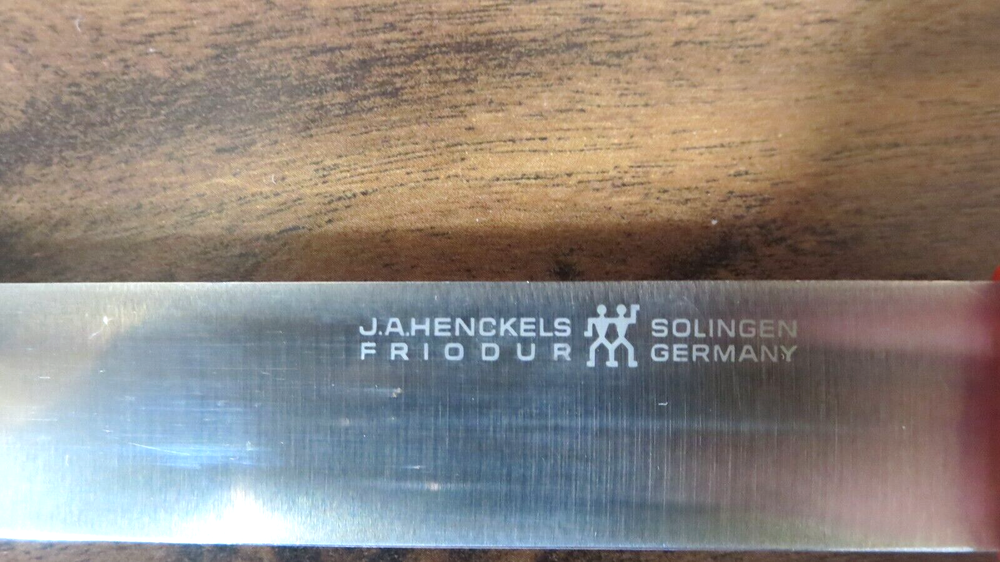 J.A.HENCKELS SOLINGEN
FRIODUR GERMANY